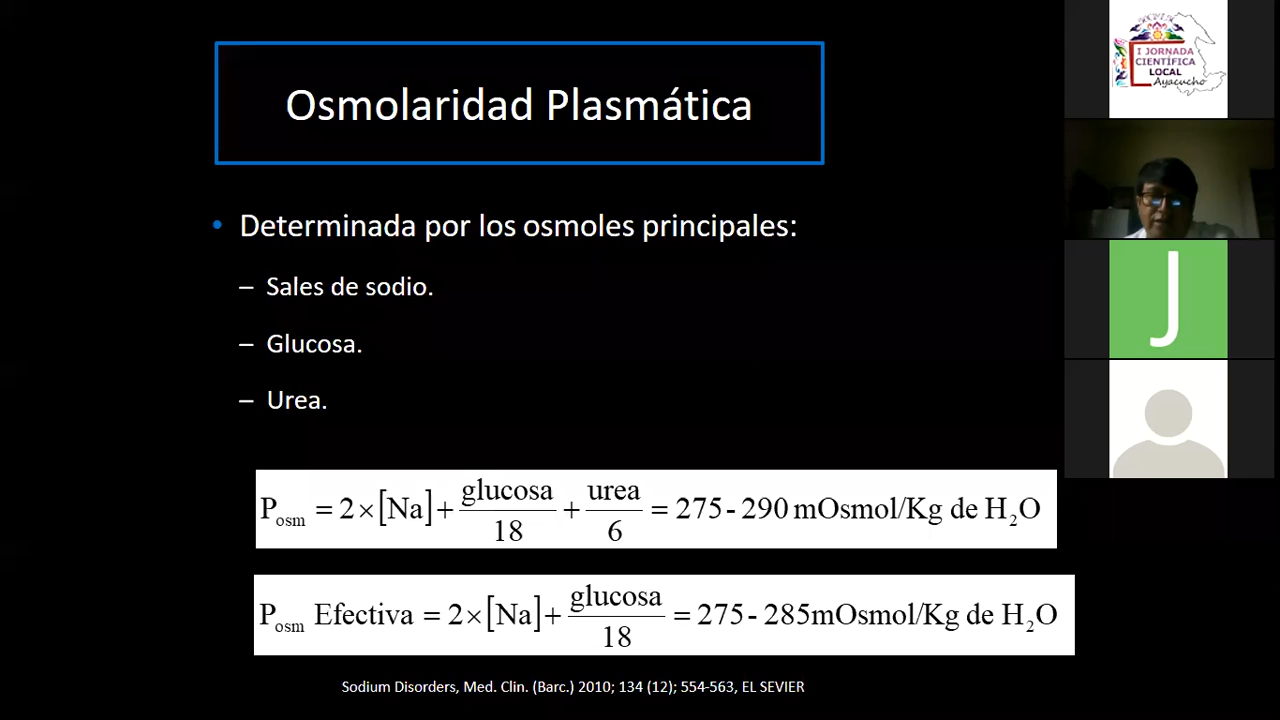 Osmolaridad Plasmática
• Determinada por los osmoles principales:
– Sales de sodio.
– Glucosa.
– Urea.
P_osm = 2×[Na] + glucosa/18 + urea/6 = 275 - 290 mOsmol/Kg de H₂O
P_osm Efectiva = 2×[Na] + glucosa/18 = 275 - 285mOsmol/Kg de H₂O
Sodium Disorders, Med. Clin. (Barc.) 2010; 134 (12); 554-563, EL SEVIER
I JORNADA
CIENTÍFICA
LOCAL
Ayacucho
J